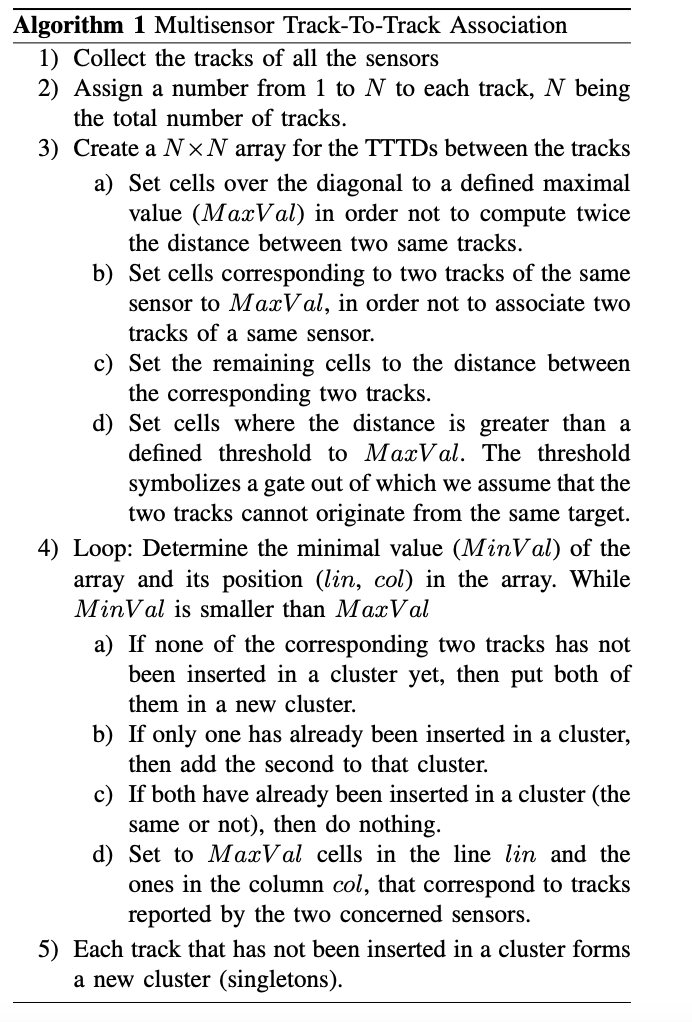 Algorithm 1 Multisensor Track-To-Track Association
1) Collect the tracks of all the sensors
2) Assign a number from 1 to N to each track, N being
the total number of tracks.
3) Create a N×N array for the TTTDs between the tracks
a) Set cells over the diagonal to a defined maximal
value (MaxVal) in order not to compute twice
the distance between two same tracks.
b) Set cells corresponding to two tracks of the same
sensor to MaxVal, in order not to associate two
tracks of a same sensor.
c) Set the remaining cells to the distance between
the corresponding two tracks.
d) Set cells where the distance is greater than a
defined threshold to MaxVal. The threshold
symbolizes a gate out of which we assume that the
two tracks cannot originate from the same target.
4) Loop: Determine the minimal value (MinVal) of the
array and its position (lin, col) in the array. While
MinVal is smaller than MaxVal
a) If none of the corresponding two tracks has not
been inserted in a cluster yet, then put both of
them in a new cluster.
b) If only one has already been inserted in a cluster,
then add the second to that cluster.
c) If both have already been inserted in a cluster (the
same or not), then do nothing.
d) Set to MaxVal cells in the line lin and the
ones in the column col, that correspond to tracks
reported by the two concerned sensors.
5) Each track that has not been inserted in a cluster forms
a new cluster (singletons).